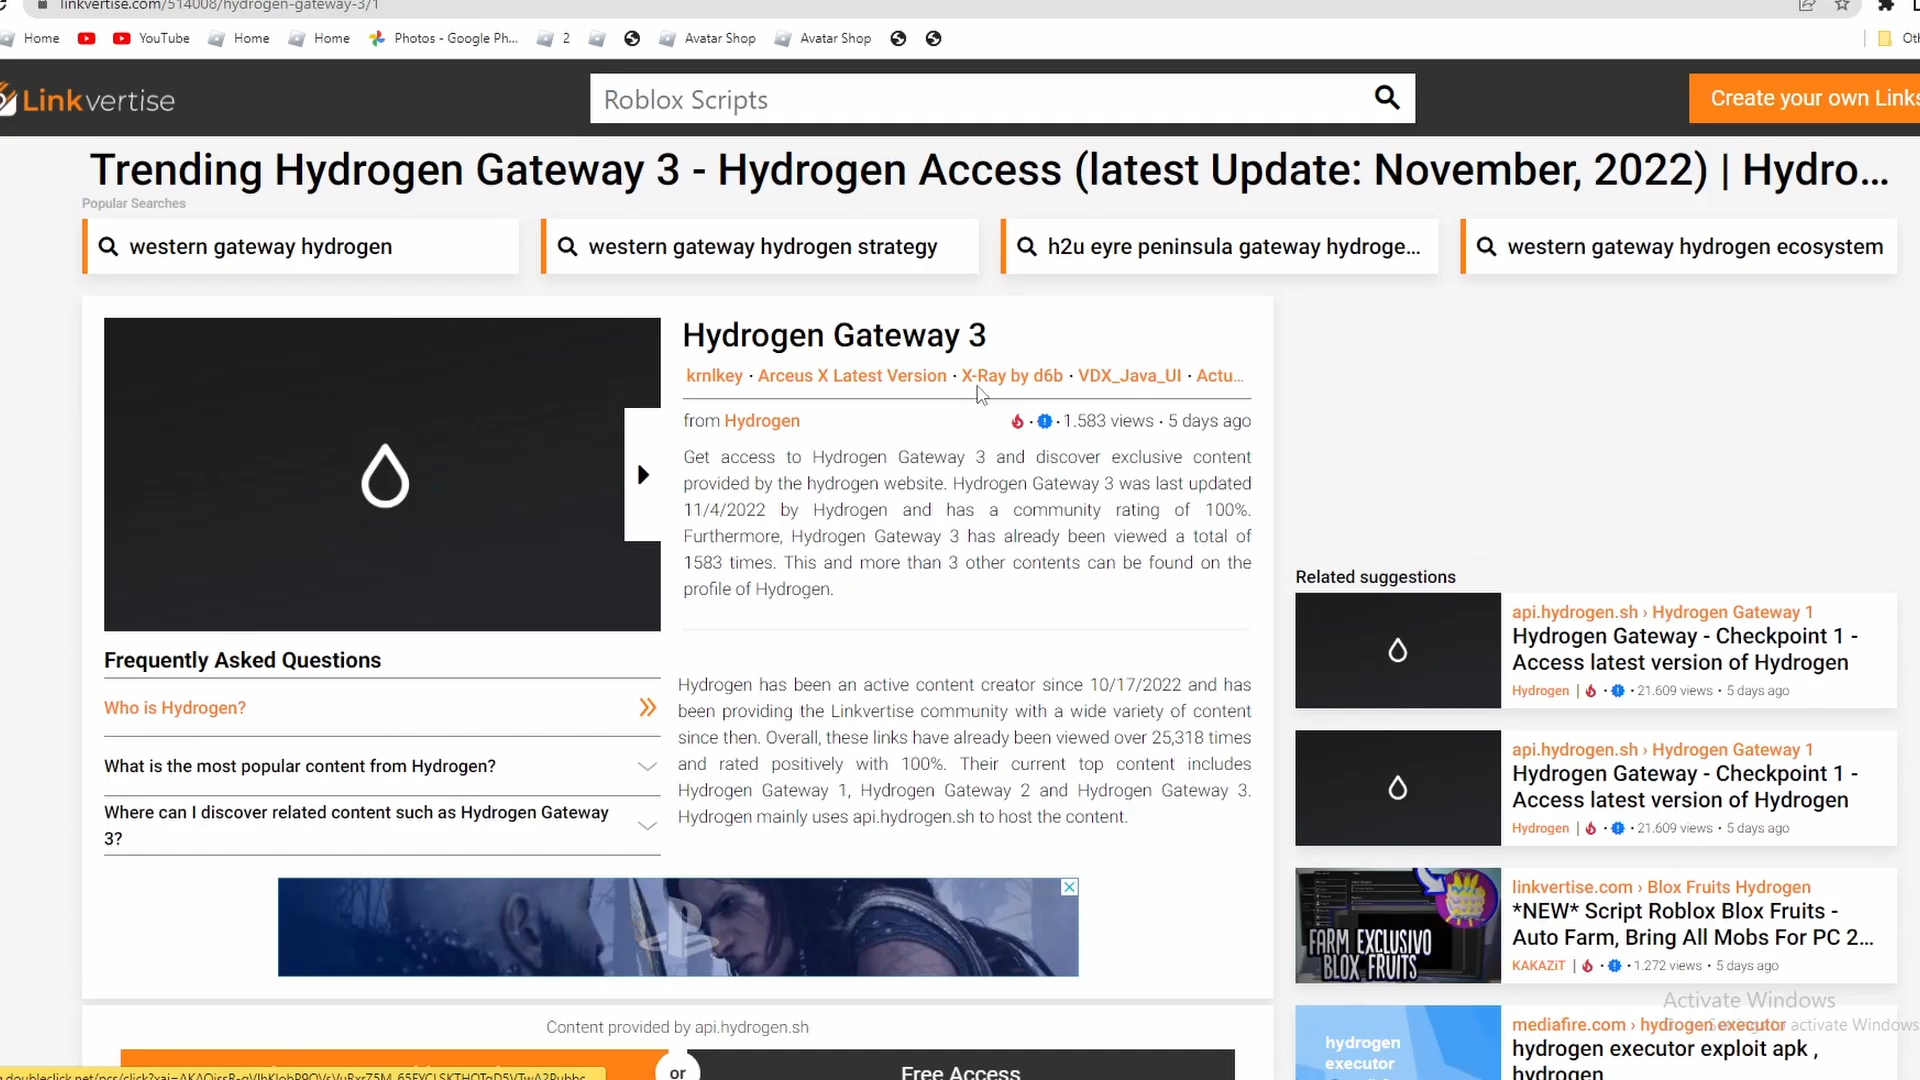 linkvertise.com/514008/hydrogen-gateway-3/1
Home YouTube Home Home Photos - Google Ph... 2 Avatar Shop Avatar Shop Oth
Linkvertise
Roblox Scripts
Create your own Links
Trending Hydrogen Gateway 3 - Hydrogen Access (latest Update: November, 2022) | Hydro...
Popular Searches
western gateway hydrogen
western gateway hydrogen strategy
h2u eyre peninsula gateway hydroge...
western gateway hydrogen ecosystem
Hydrogen Gateway 3
krnlkey · Arceus X Latest Version · X-Ray by d6b · VDX_Java_UI · Actu...
from Hydrogen
1.583 views · 5 days ago
Get access to Hydrogen Gateway 3 and discover exclusive content
provided by the hydrogen website. Hydrogen Gateway 3 was last updated
11/4/2022 by Hydrogen and has a community rating of 100%.
Furthermore, Hydrogen Gateway 3 has already been viewed a total of
1583 times. This and more than 3 other contents can be found on the
profile of Hydrogen.
Frequently Asked Questions
Who is Hydrogen?
What is the most popular content from Hydrogen?
Where can I discover related content such as Hydrogen Gateway
3?
Hydrogen has been an active content creator since 10/17/2022 and has
been providing the Linkvertise community with a wide variety of content
since then. Overall, these links have already been viewed over 25,318 times
and rated positively with 100%. Their current top content includes
Hydrogen Gateway 1, Hydrogen Gateway 2 and Hydrogen Gateway 3.
Hydrogen mainly uses api.hydrogen.sh to host the content.
Content provided by api.hydrogen.sh
or
Free Access
Related suggestions
api.hydrogen.sh › Hydrogen Gateway 1
Hydrogen Gateway - Checkpoint 1 -
Access latest version of Hydrogen
Hydrogen | 21.609 views · 5 days ago
api.hydrogen.sh › Hydrogen Gateway 1
Hydrogen Gateway - Checkpoint 1 -
Access latest version of Hydrogen
Hydrogen | 21.609 views · 5 days ago
FARM EXCLUSIVO
BLOX FRUITS
linkvertise.com › Blox Fruits Hydrogen
*NEW* Script Roblox Blox Fruits -
Auto Farm, Bring All Mobs For PC 2...
KAKAZiT | 1.272 views · 5 days ago
Activate Windows
activate Windows
hydrogen
executor
mediafire.com › hydrogen executor
hydrogen executor exploit apk ,
hydrogen